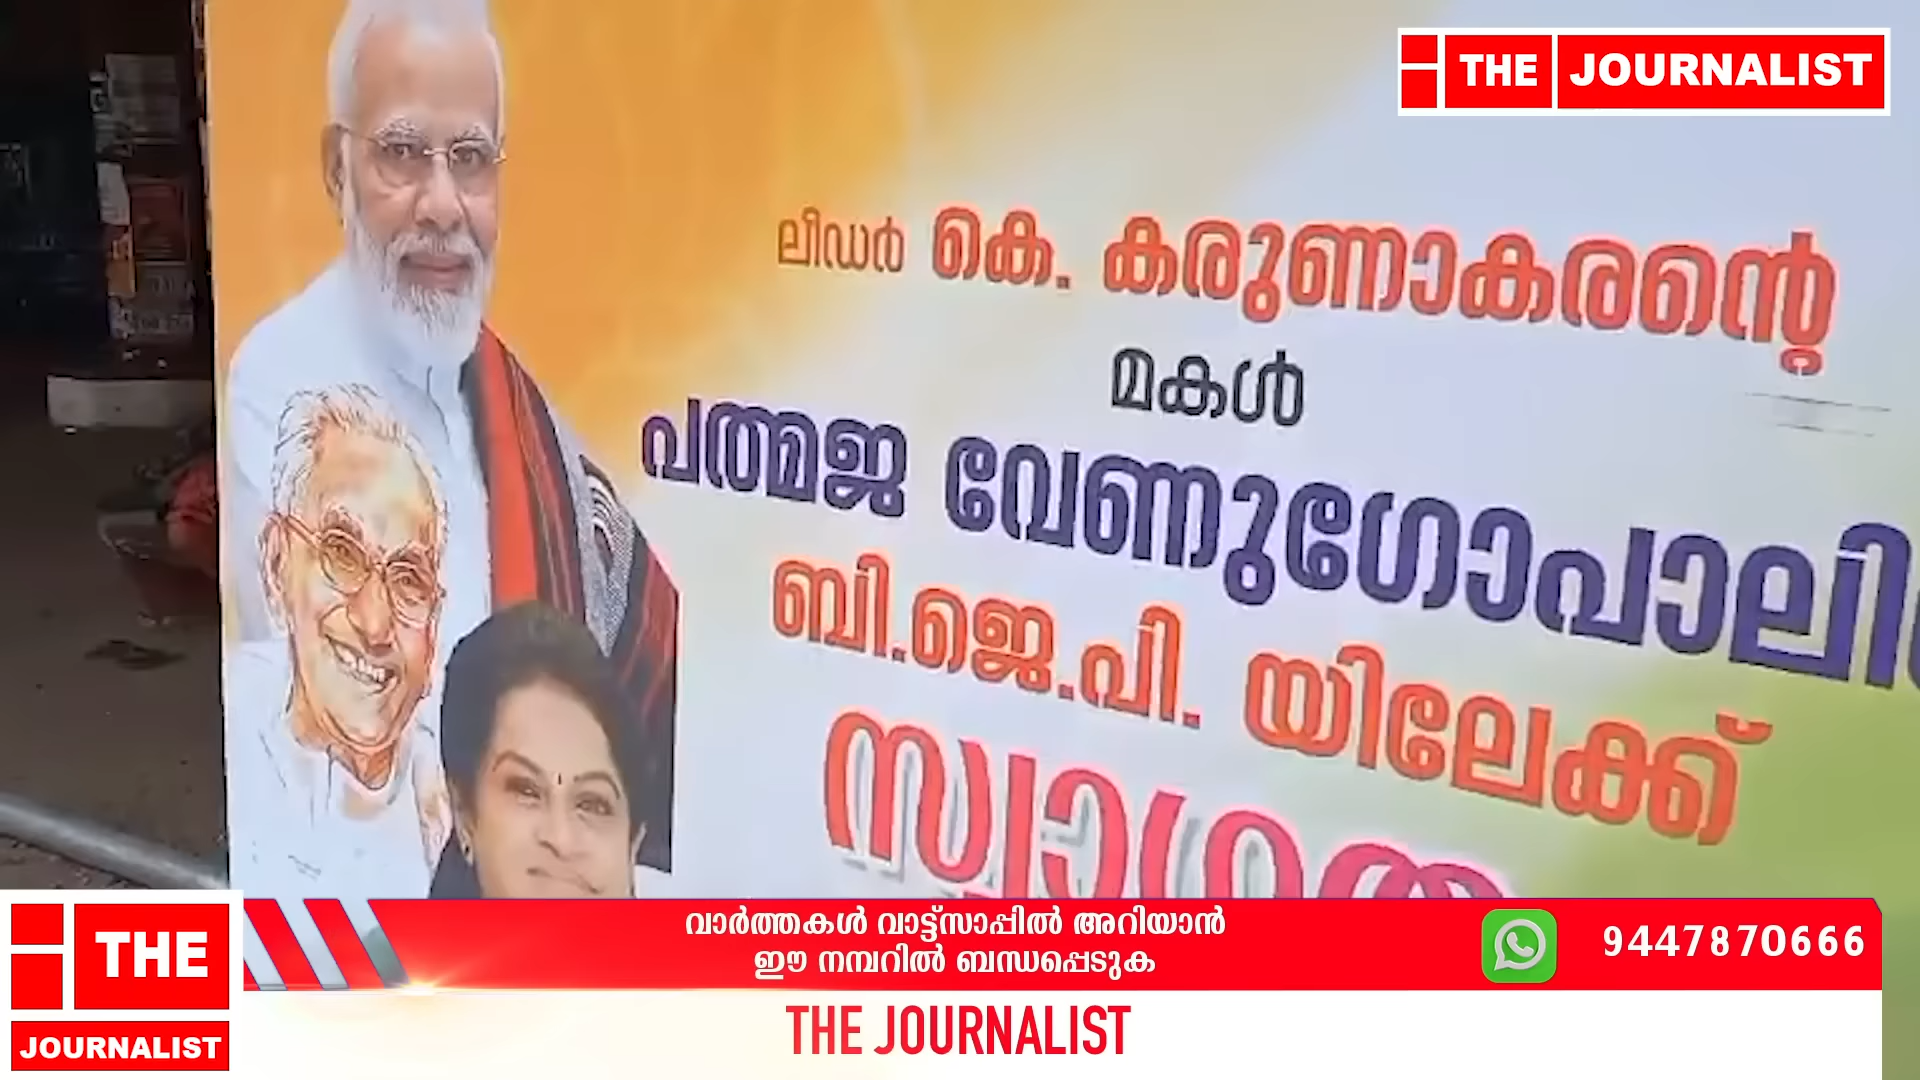 THE JOURNALIST
ലീഡർ കെ. കരുണാകരന്റെ
മകൾ
പത്മജ വേണുഗോപാലിന്
ബി.ജെ.പി. യിലേക്ക്
സ്വാഗതം
വാർത്തകൾ വാട്ട്സാപ്പിൽ അറിയാൻ
ഈ നമ്പറിൽ ബന്ധപ്പെടുക
9447870666
THE
JOURNALIST
THE JOURNALIST